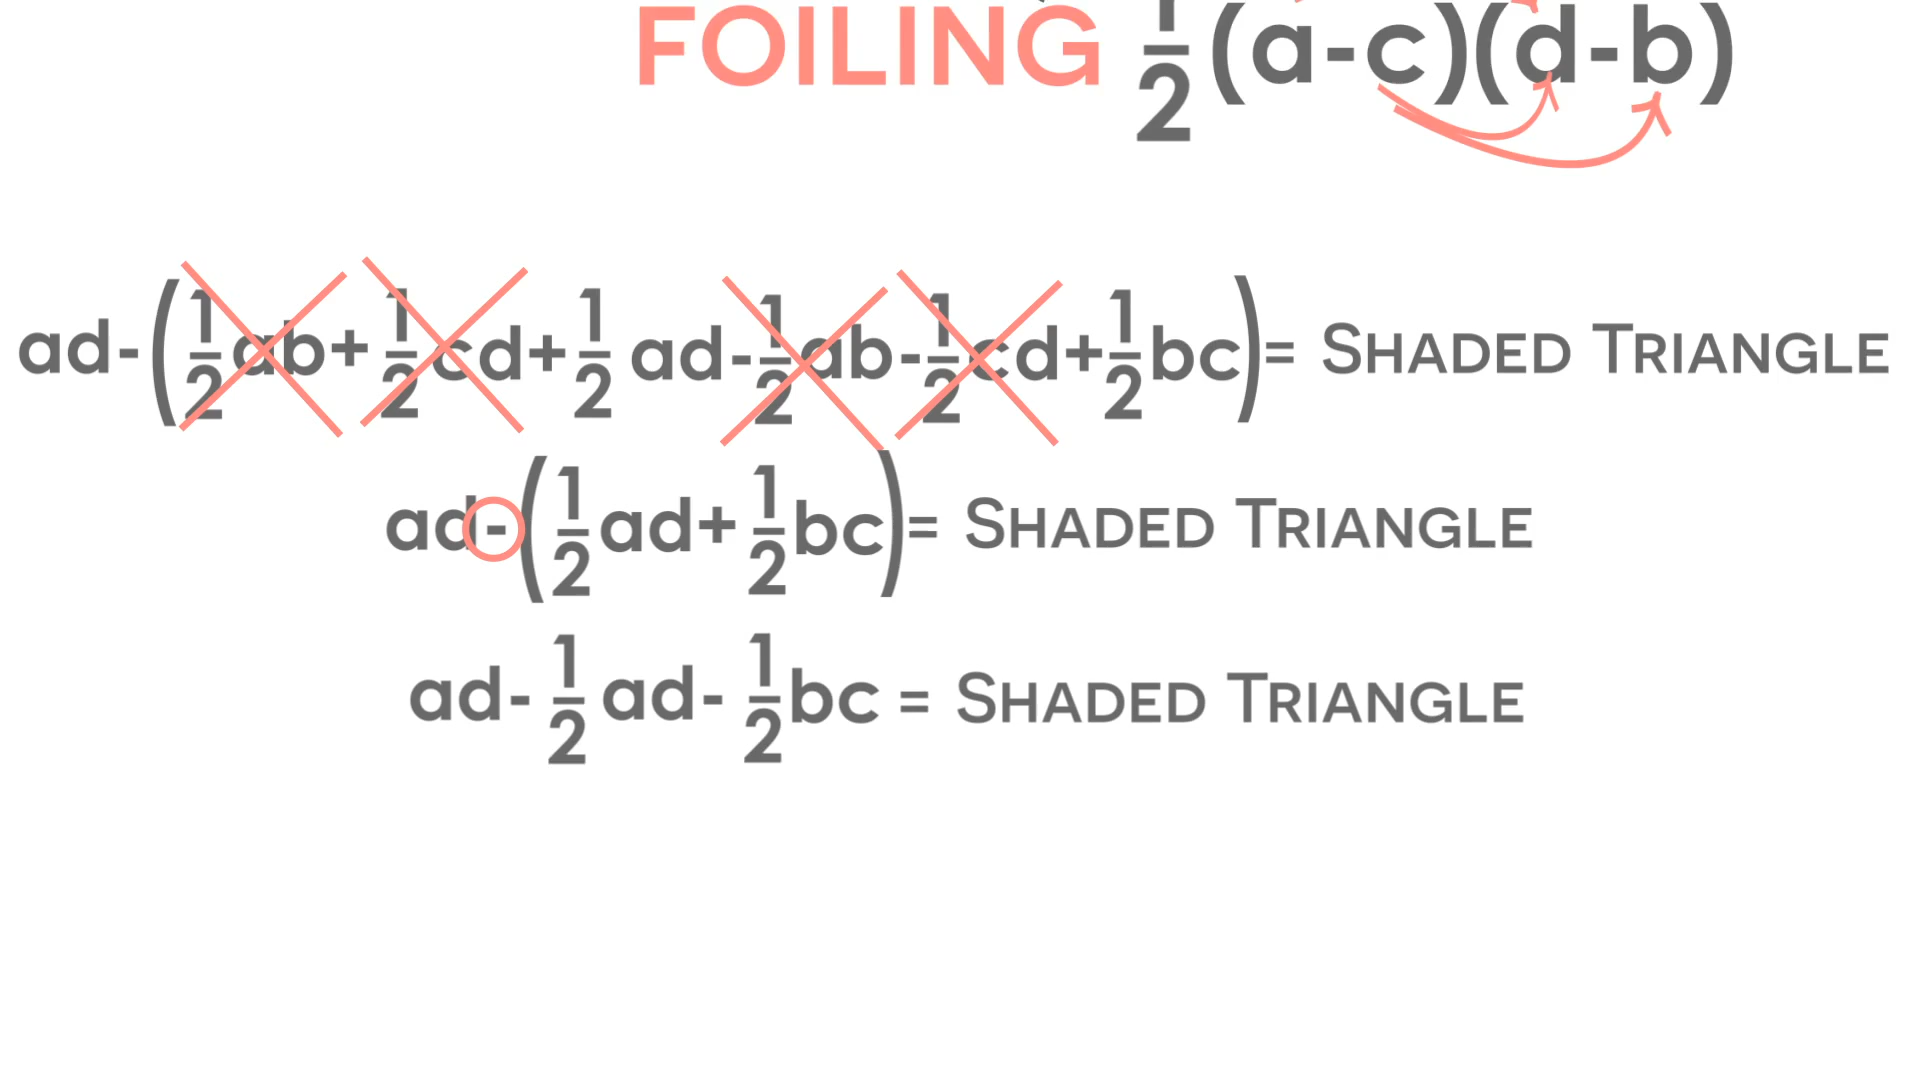 FOILING 1/2(a-c)(d-b)
ad-(1/2ab+1/2cd+1/2ad-1/2ab-1/2cd+1/2bc)= SHADED TRIANGLE
ad-(1/2ad+1/2bc)= SHADED TRIANGLE
ad-1/2ad-1/2bc = SHADED TRIANGLE